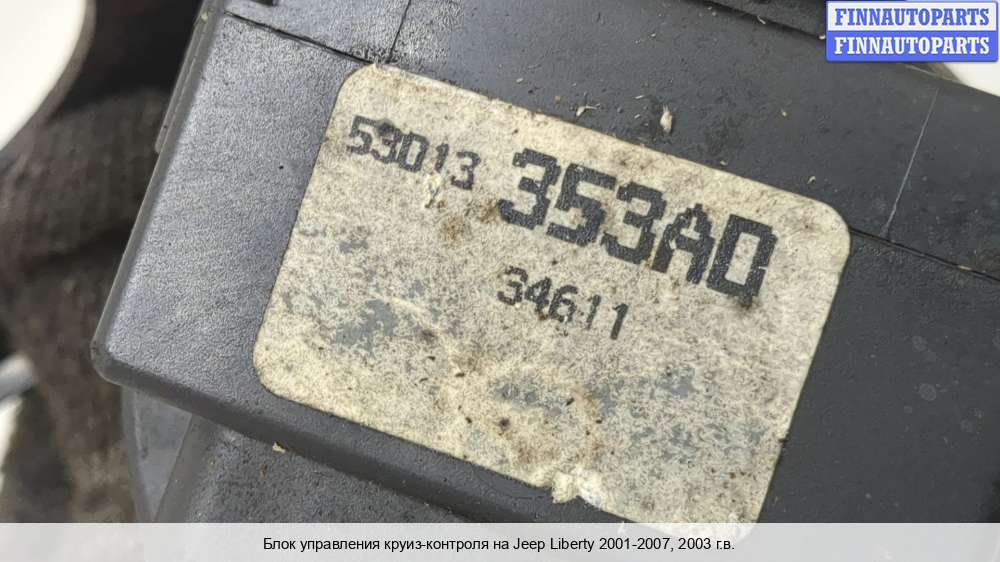 FINNAUTOPARTS
FINNAUTOPARTS
53013 353AD
34611
Блок управления круиз-контроля на Jeep Liberty 2001-2007, 2003 г.в.